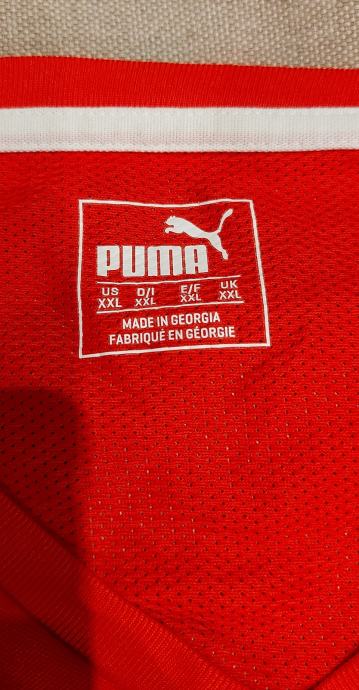 PUMA
US D/I E/F UK
XXL XXL XXL XXL
MADE IN GEORGIA
FABRIQUÉ EN GÉORGIE